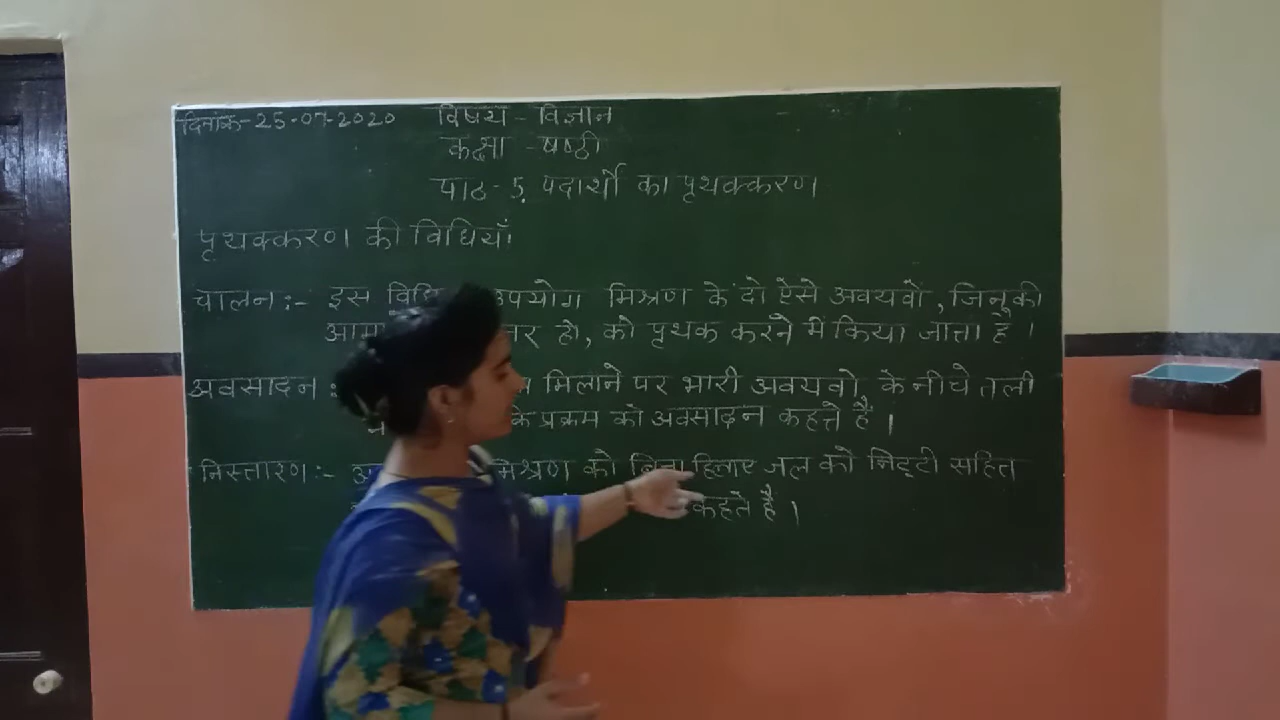 दिनांक-25-07-2020 विषय - विज्ञान
कक्षा - षष्ठी
पाठ-5. पदार्थो का पृथक्करण
पृथक्करण की विधियाँ
चालन :- इस विधि उपयोग मिश्रण के दो ऐसे अवयवों, जिनकी
हो, को पृथक करने में किया जाता है ।
अवसादन :- मिलाने पर भारी अवयवों के नीचे तली
के प्रक्रम को अवसादन कहते हैं ।
निस्तारण :- मिश्रण को बिना हिलाए जल को मिट्टी सहित
कहते हैं ।